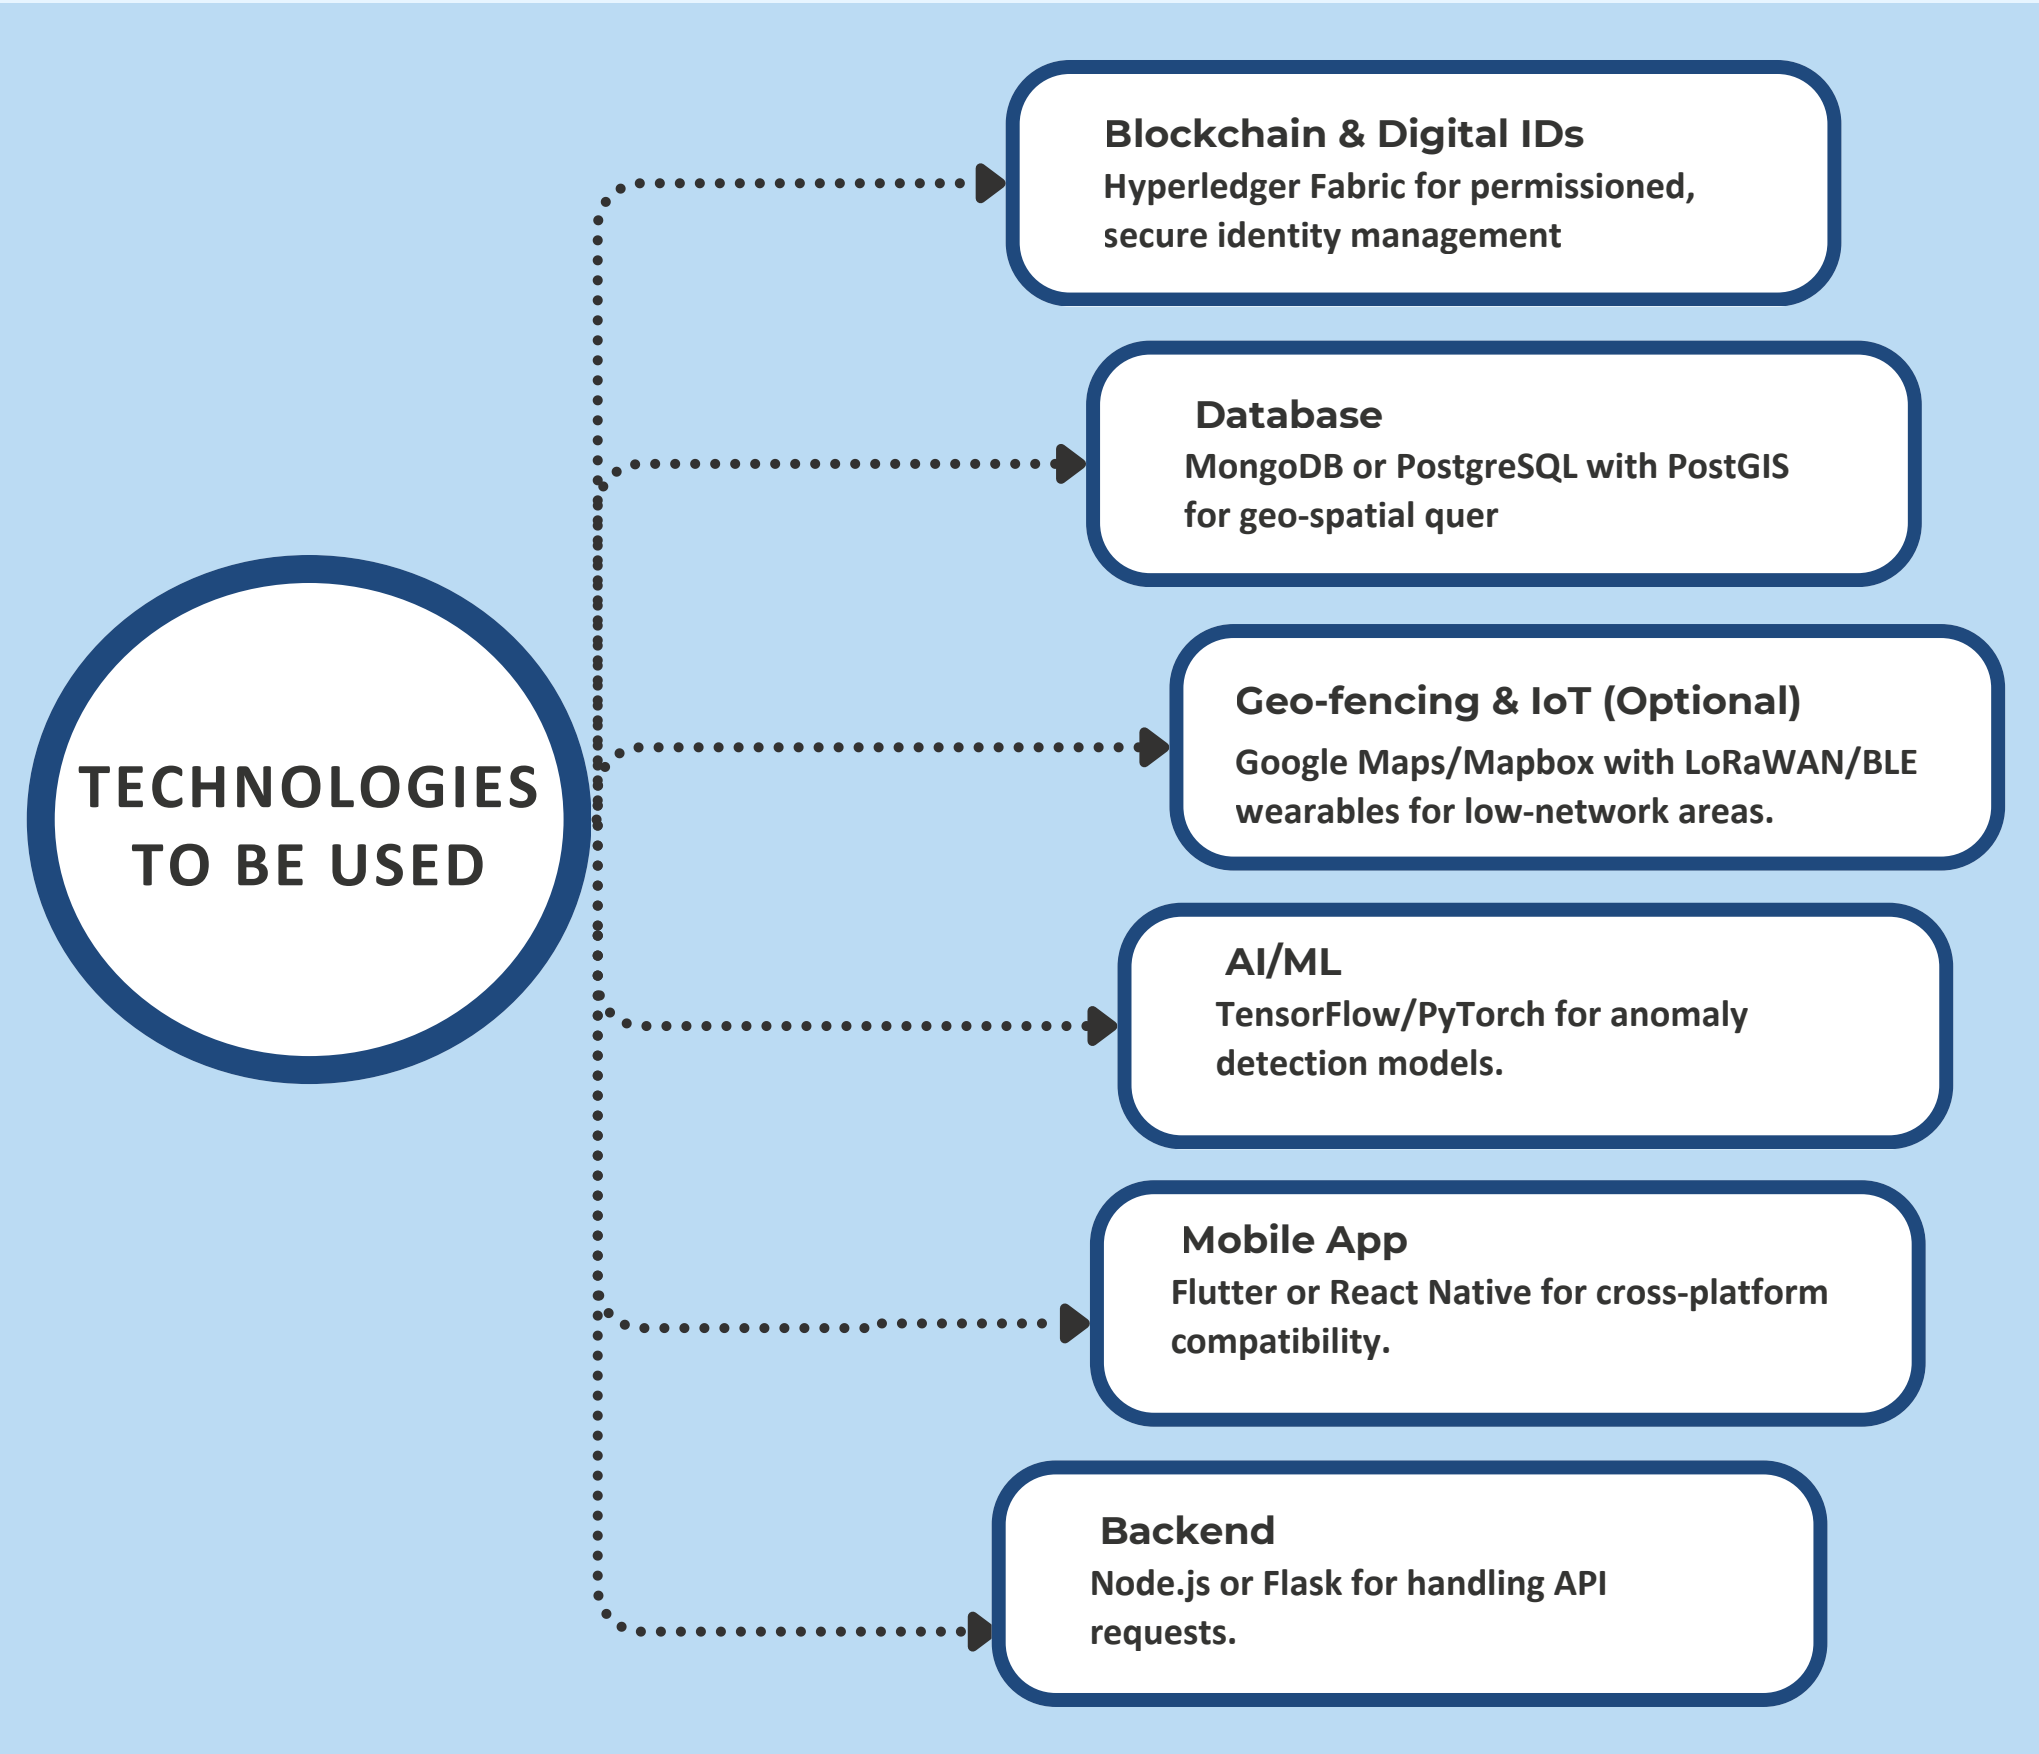 TECHNOLOGIES
TO BE USED
Blockchain & Digital IDs
Hyperledger Fabric for permissioned,
secure identity management
Database
MongoDB or PostgreSQL with PostGIS
for geo-spatial quer
Geo-fencing & IoT (Optional)
Google Maps/Mapbox with LoRaWAN/BLE
wearables for low-network areas.
AI/ML
TensorFlow/PyTorch for anomaly
detection models.
Mobile App
Flutter or React Native for cross-platform
compatibility.
Backend
Node.js or Flask for handling API
requests.